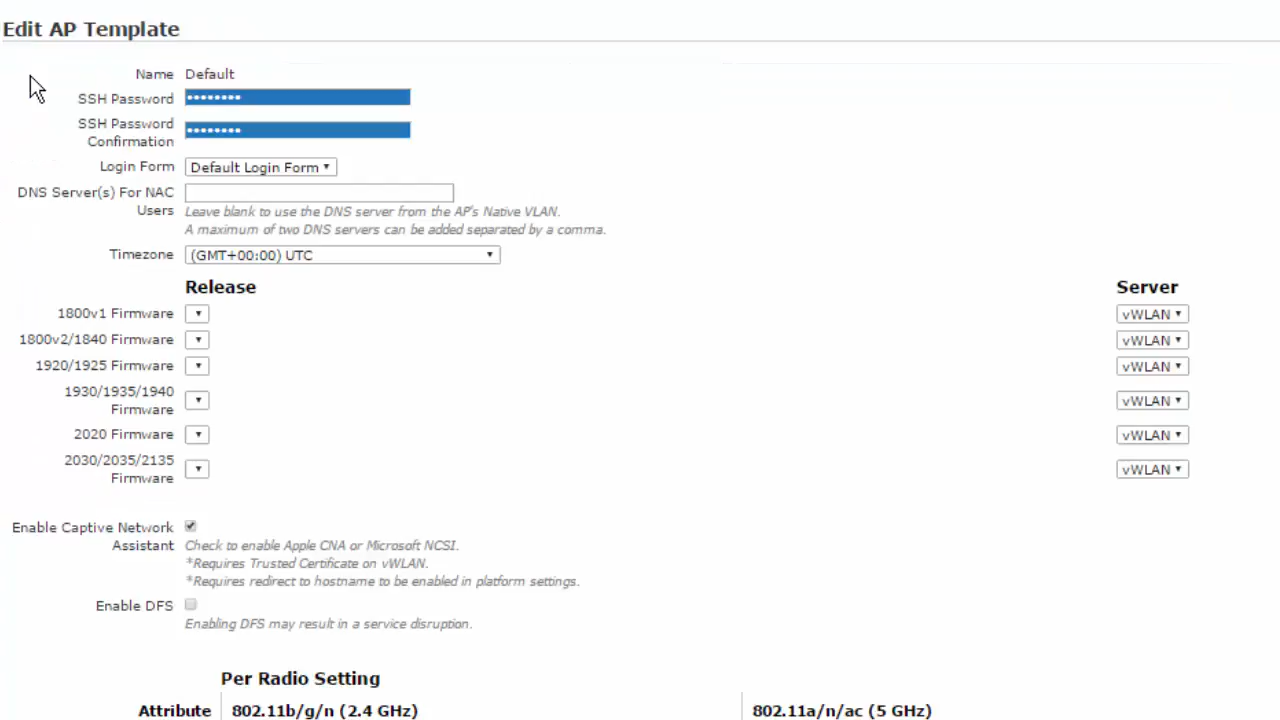 Edit AP Template
Name Default
SSH Password ••••••••
SSH Password
Confirmation ••••••••
Login Form Default Login Form
DNS Server(s) For NAC
Users
Leave blank to use the DNS server from the AP's Native VLAN.
A maximum of two DNS servers can be added separated by a comma.
Timezone (GMT+00:00) UTC
Release Server
1800v1 Firmware vWLAN
1800v2/1840 Firmware vWLAN
1920/1925 Firmware vWLAN
1930/1935/1940
Firmware vWLAN
2020 Firmware vWLAN
2030/2035/2135
Firmware vWLAN
Enable Captive Network
Assistant
Check to enable Apple CNA or Microsoft NCSI.
*Requires Trusted Certificate on vWLAN.
*Requires redirect to hostname to be enabled in platform settings.
Enable DFS
Enabling DFS may result in a service disruption.
Per Radio Setting
Attribute 802.11b/g/n (2.4 GHz) 802.11a/n/ac (5 GHz)